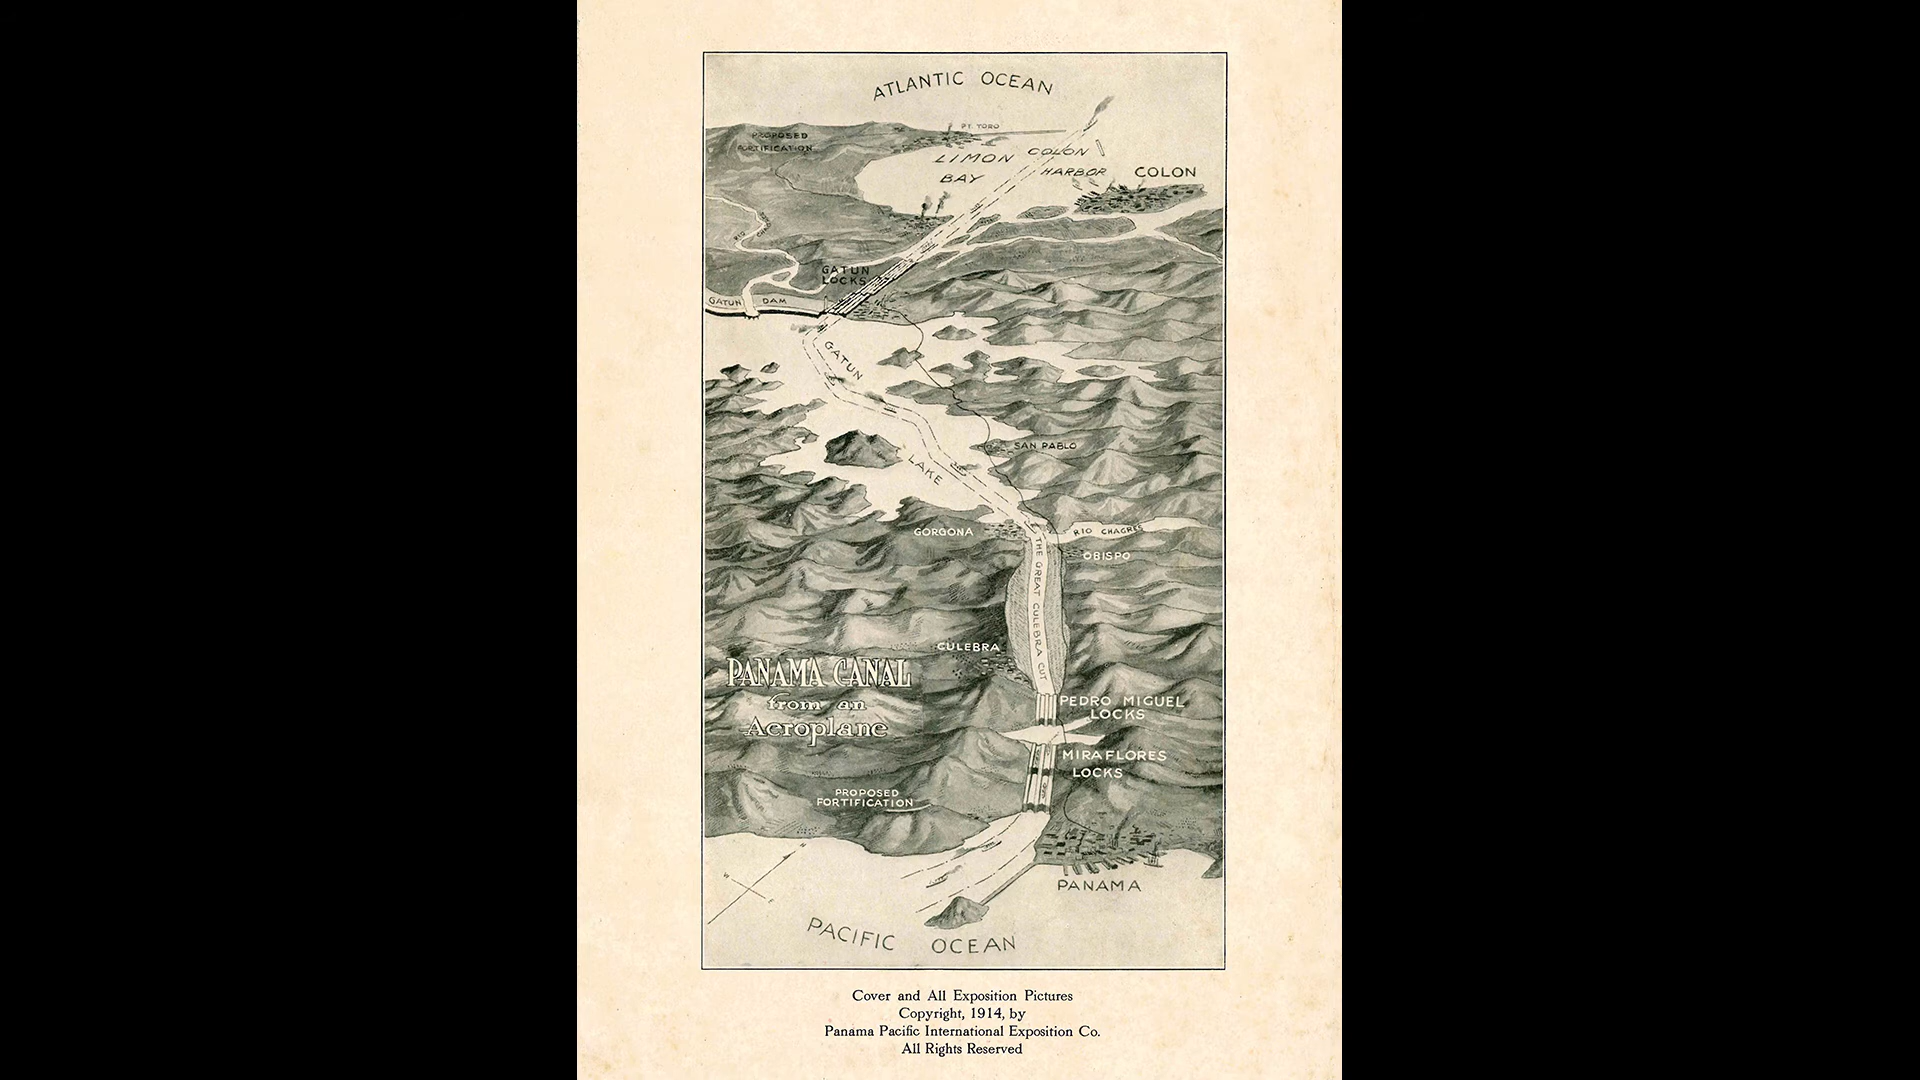 ATLANTIC OCEAN
PT. TORO
PROPOSED
FORTIFICATION
LIMON
BAY
COLON
HARBOR
COLON
RIO
GATUN
LOCKS
GATUN DAM
GATUN
LAKE
SAN PABLO
GORGONA
RIO CHAGRES
OBISPO
THE GREAT CULEBRA CUT
CULEBRA
PANAMA CANAL
from an
Aeroplane
PEDRO MIGUEL
LOCKS
MIRAFLORES
LOCKS
PROPOSED
FORTIFICATION
N
W
E
PANAMA
PACIFIC OCEAN
Cover and All Exposition Pictures
Copyright, 1914, by
Panama Pacific International Exposition Co.
All Rights Reserved